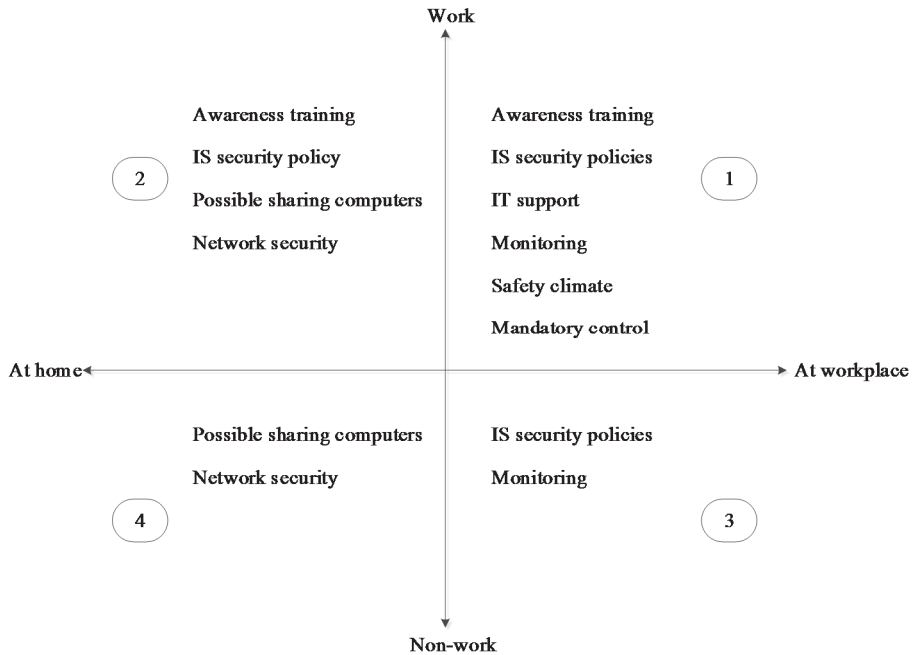 Work
Awareness training
IS security policy
Possible sharing computers
Network security
2
Awareness training
IS security policies
IT support
Monitoring
Safety climate
Mandatory control
1
At home
At workplace
Possible sharing computers
Network security
4
IS security policies
Monitoring
3
Non-work